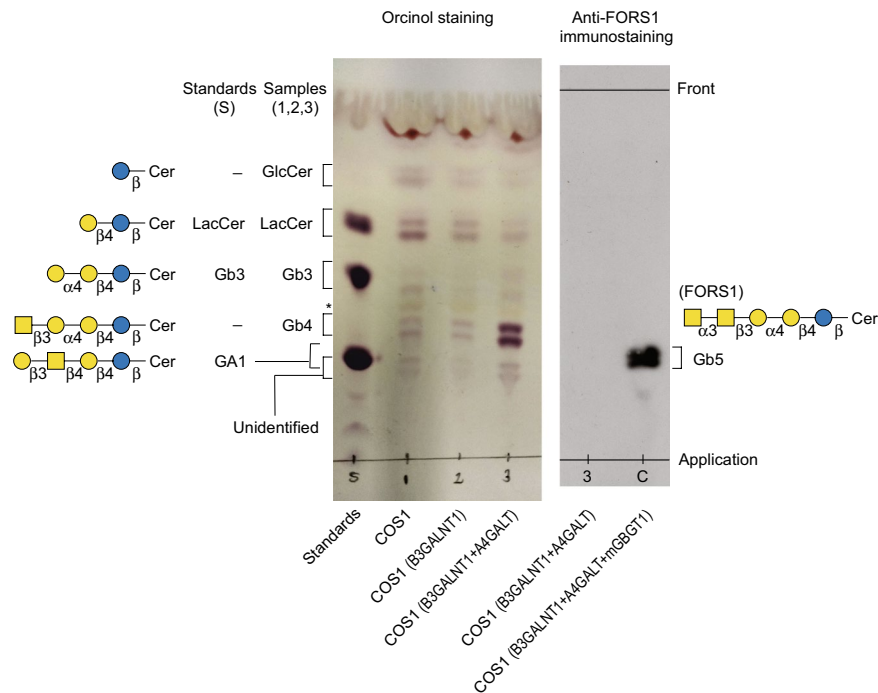 Orcinol staining
Anti-FORS1
immunostaining
Standards
(S)
Samples
(1,2,3)
Front
Cer
β
–
GlcCer
Cer
β4
β
LacCer
LacCer
Cer
α4
β4
β
Gb3
Gb3
*
Cer
β3
α4
β4
β
–
Gb4
(FORS1)
Cer
α3
β3
α4
β4
β
Cer
β3
β4
β4
β
GA1
Gb5
Unidentified
Application
S
1
2
3
3
C
Standards
COS1
COS1 (B3GALNT1)
COS1 (B3GALNT1+A4GALT)
COS1 (B3GALNT1+A4GALT)
COS1 (B3GALNT1+A4GALT+mGBGT1)